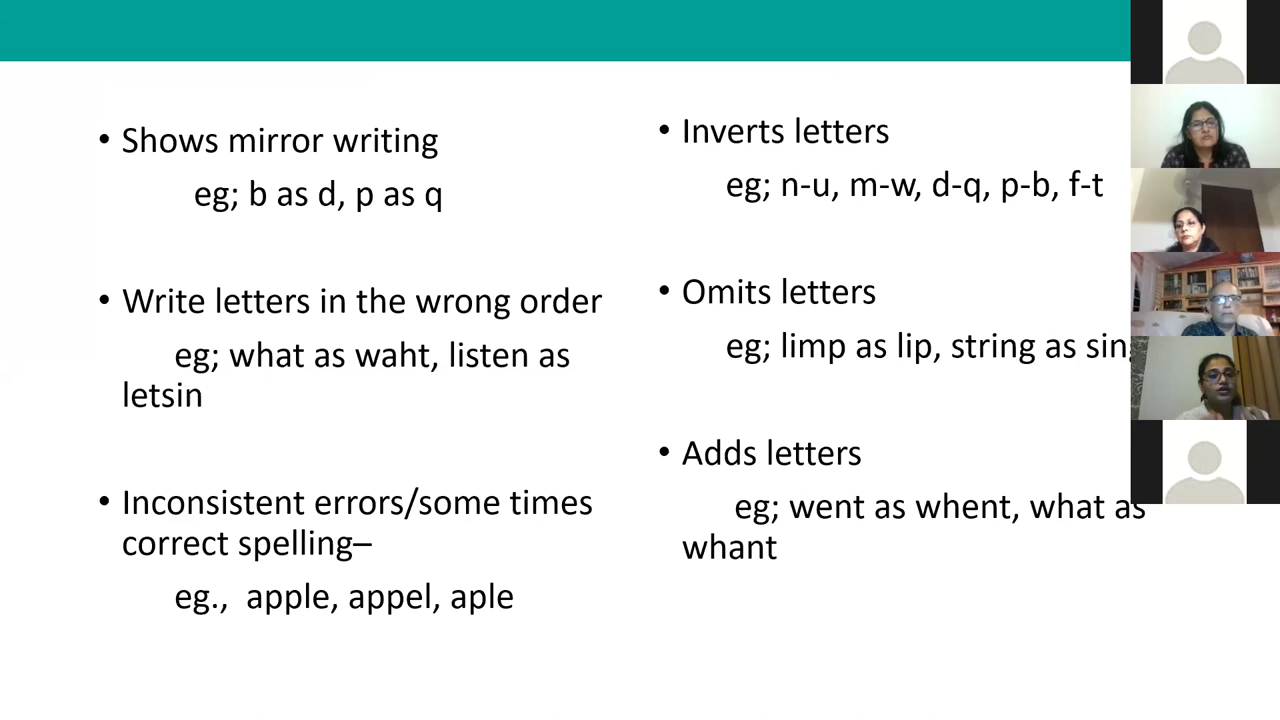 • Shows mirror writing
eg; b as d, p as q
• Write letters in the wrong order
eg; what as waht, listen as
letsin
• Inconsistent errors/some times
correct spelling–
eg., apple, appel, aple
• Inverts letters
eg; n-u, m-w, d-q, p-b, f-t
• Omits letters
eg; limp as lip, string as
• Adds letters
eg; went as whent, what as
whant